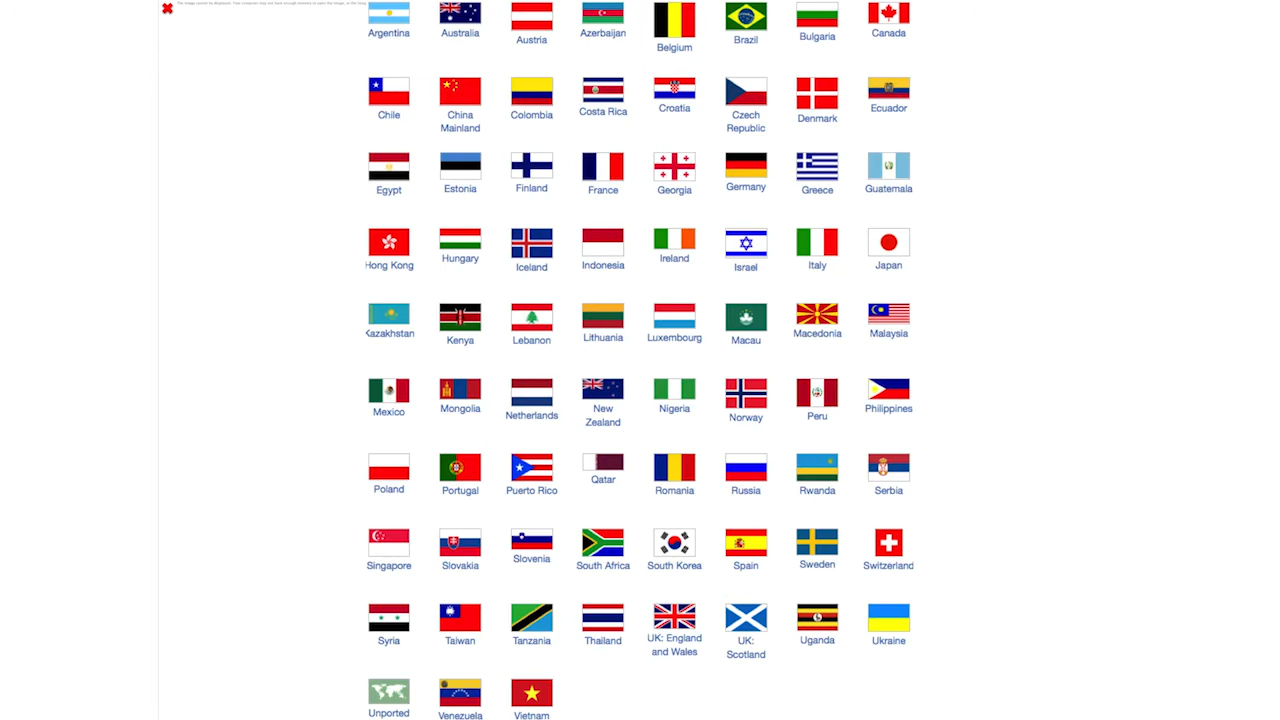 Argentina Australia Austria Azerbaijan Belgium Brazil Bulgaria Canada
Chile China Colombia Costa Rica Croatia Czech Denmark Ecuador
Mainland Republic
Egypt Estonia Finland France Georgia Germany Greece Guatemala
Hong Kong Hungary Iceland Indonesia Ireland Israel Italy Japan
Kazakhstan Kenya Lebanon Lithuania Luxembourg Macau Macedonia Malaysia
Mexico Mongolia Netherlands New Nigeria Norway Peru Philippines
Zealand
Poland Portugal Puerto Rico Qatar Romania Russia Rwanda Serbia
Singapore Slovakia Slovenia South Africa South Korea Spain Sweden Switzerland
Syria Taiwan Tanzania Thailand UK: England UK: Uganda Ukraine
and Wales Scotland
Unported Venezuela Vietnam